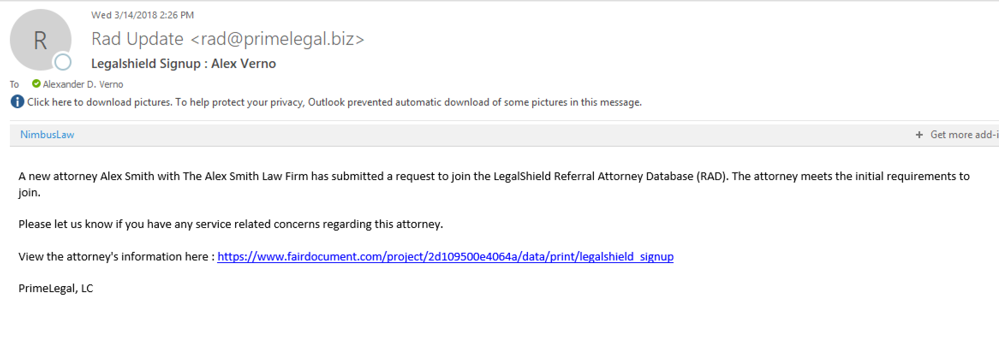 Wed 3/14/2018 2:26 PM
R
Rad Update <rad@primelegal.biz>
Legalshield Signup : Alex Verno
To Alexander D. Verno
Click here to download pictures. To help protect your privacy, Outlook prevented automatic download of some pictures in this message.
NimbusLaw + Get more add-i
A new attorney Alex Smith with The Alex Smith Law Firm has submitted a request to join the LegalShield Referral Attorney Database (RAD). The attorney meets the initial requirements to
join.
Please let us know if you have any service related concerns regarding this attorney.
View the attorney's information here : https://www.fairdocument.com/project/2d109500e4064a/data/print/legalshield_signup
PrimeLegal, LC